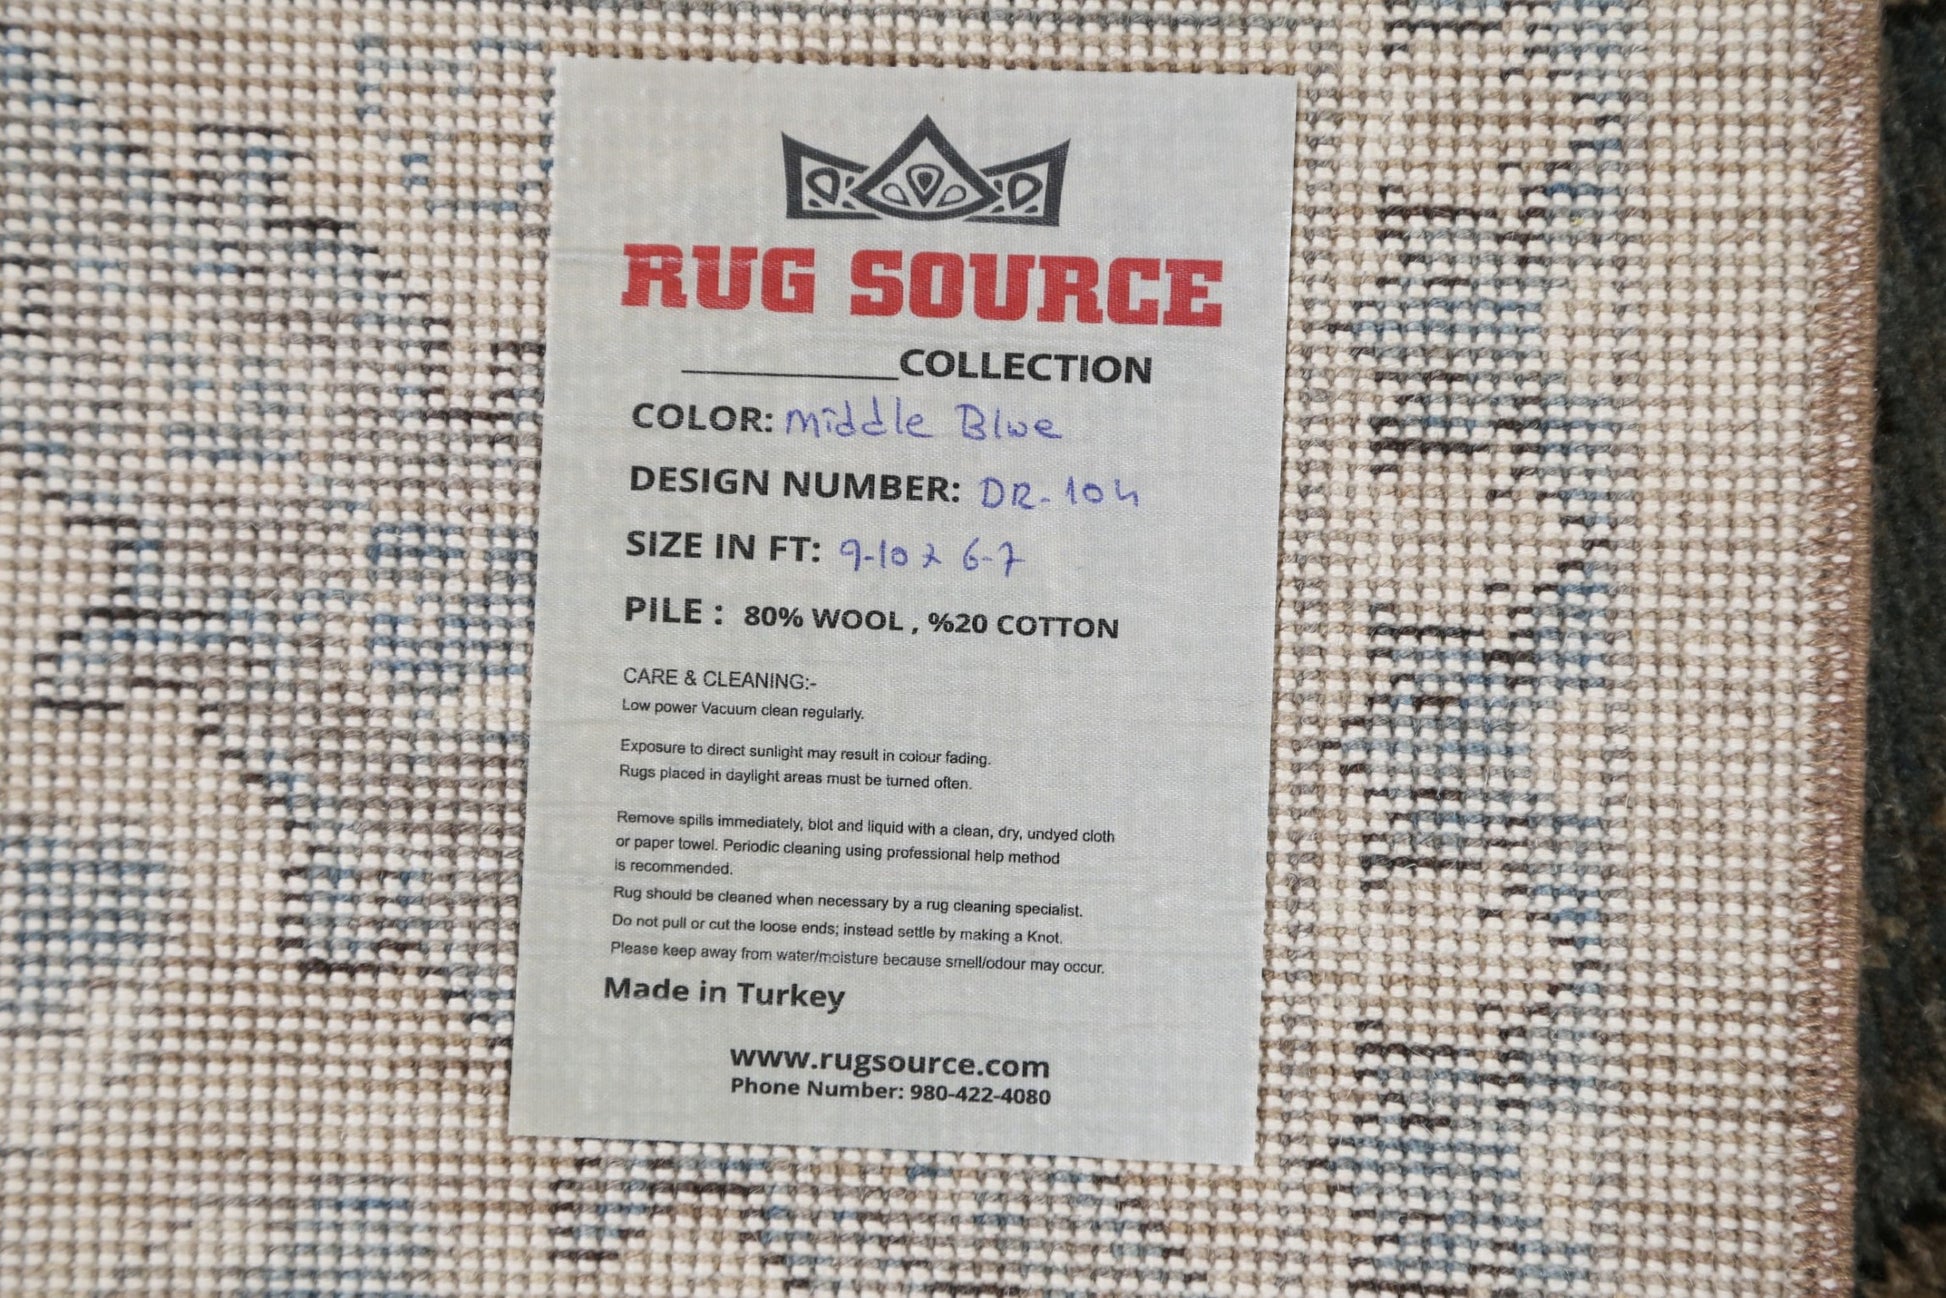 RUG SOURCE
__________COLLECTION
COLOR: Middle Blue
DESIGN NUMBER: DR-104
SIZE IN FT: 9-10 x 6-7
PILE : 80% WOOL , %20 COTTON
CARE & CLEANING:-
Low power Vacuum clean regularly.
Exposure to direct sunlight may result in colour fading.
Rugs placed in daylight areas must be turned often.
Remove spills immediately, blot and liquid with a clean, dry, undyed cloth
or paper towel. Periodic cleaning using professional help method
is recommended.
Rug should be cleaned when necessary by a rug cleaning specialist.
Do not pull or cut the loose ends; instead settle by making a Knot.
Please keep away from water/moisture because smell/odour may occur.
Made in Turkey
www.rugsource.com
Phone Number: 980-422-4080